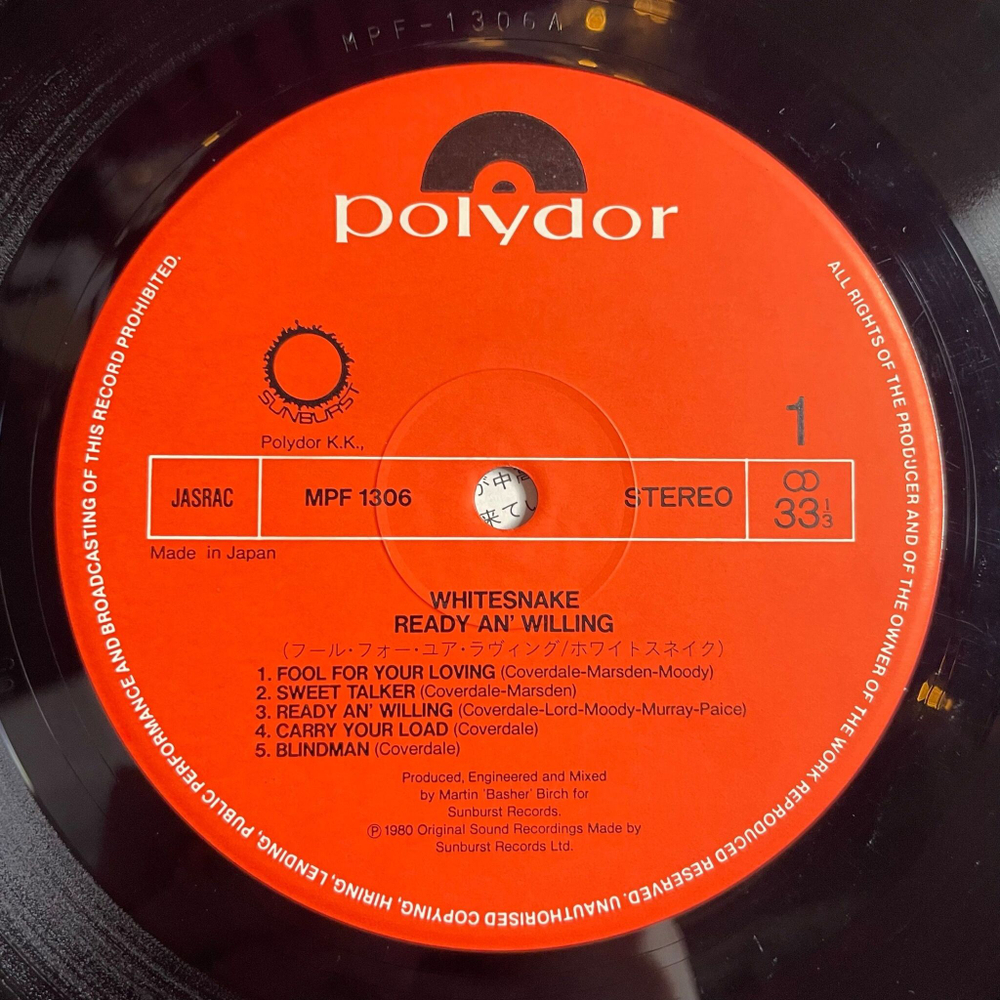 MPF-1306A
polydor
SUNBURST
Polydor K.K.,
1
JASRAC
MPF 1306
STEREO
33 1/3
Made in Japan
WHITESNAKE
READY AN' WILLING
(フール・フォー・ユア・ラヴィング/ホワイトスネイク)
1. FOOL FOR YOUR LOVING (Coverdale-Marsden-Moody)
2. SWEET TALKER (Coverdale-Marsden)
3. READY AN' WILLING (Coverdale-Lord-Moody-Murray-Paice)
4. CARRY YOUR LOAD (Coverdale)
5. BLINDMAN (Coverdale)
Produced, Engineered and Mixed
by Martin 'Basher' Birch for
Sunburst Records.
Ⓟ1980 Original Sound Recordings Made by
Sunburst Records Ltd.
ALL RIGHTS OF THE PRODUCER AND OF THE OWNER OF THE WORK REPRODUCED RESERVED. UNAUTHORISED COPYING, HIRING, LENDING, PUBLIC PERFORMANCE AND BROADCASTING OF THIS RECORD PROHIBITED.